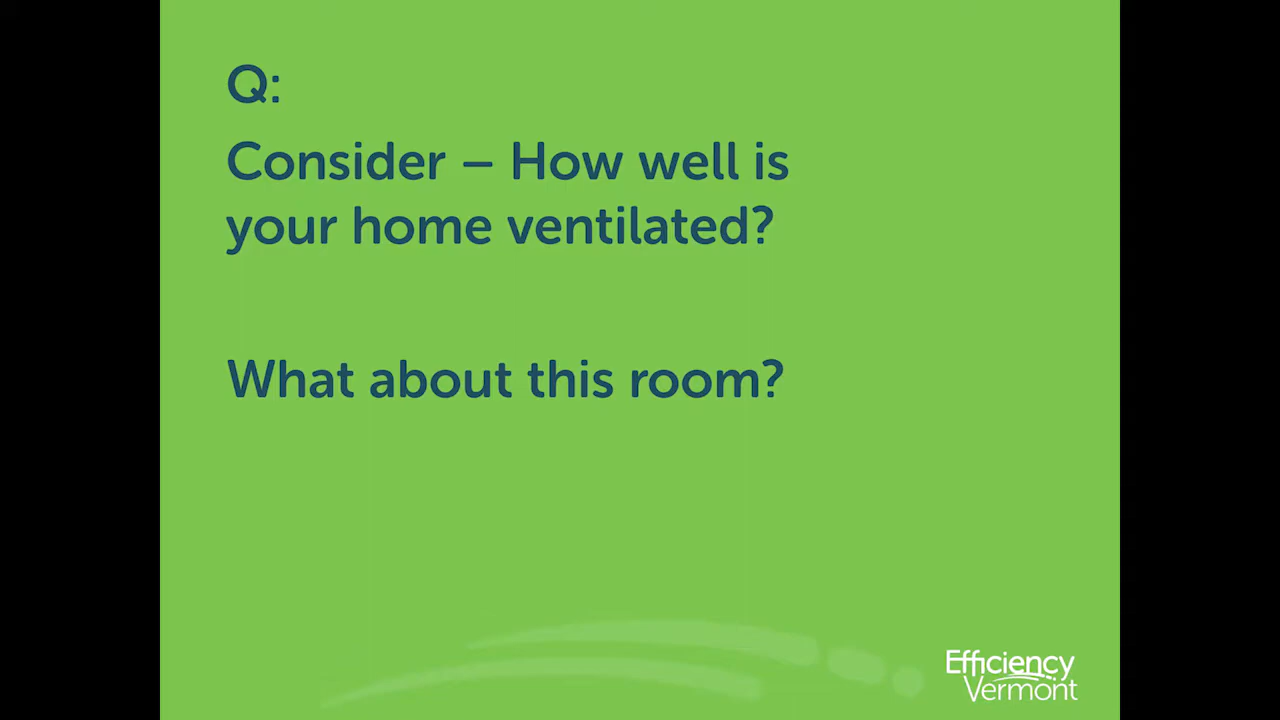 Q:
Consider – How well is
your home ventilated?
What about this room?
Efficiency
Vermont